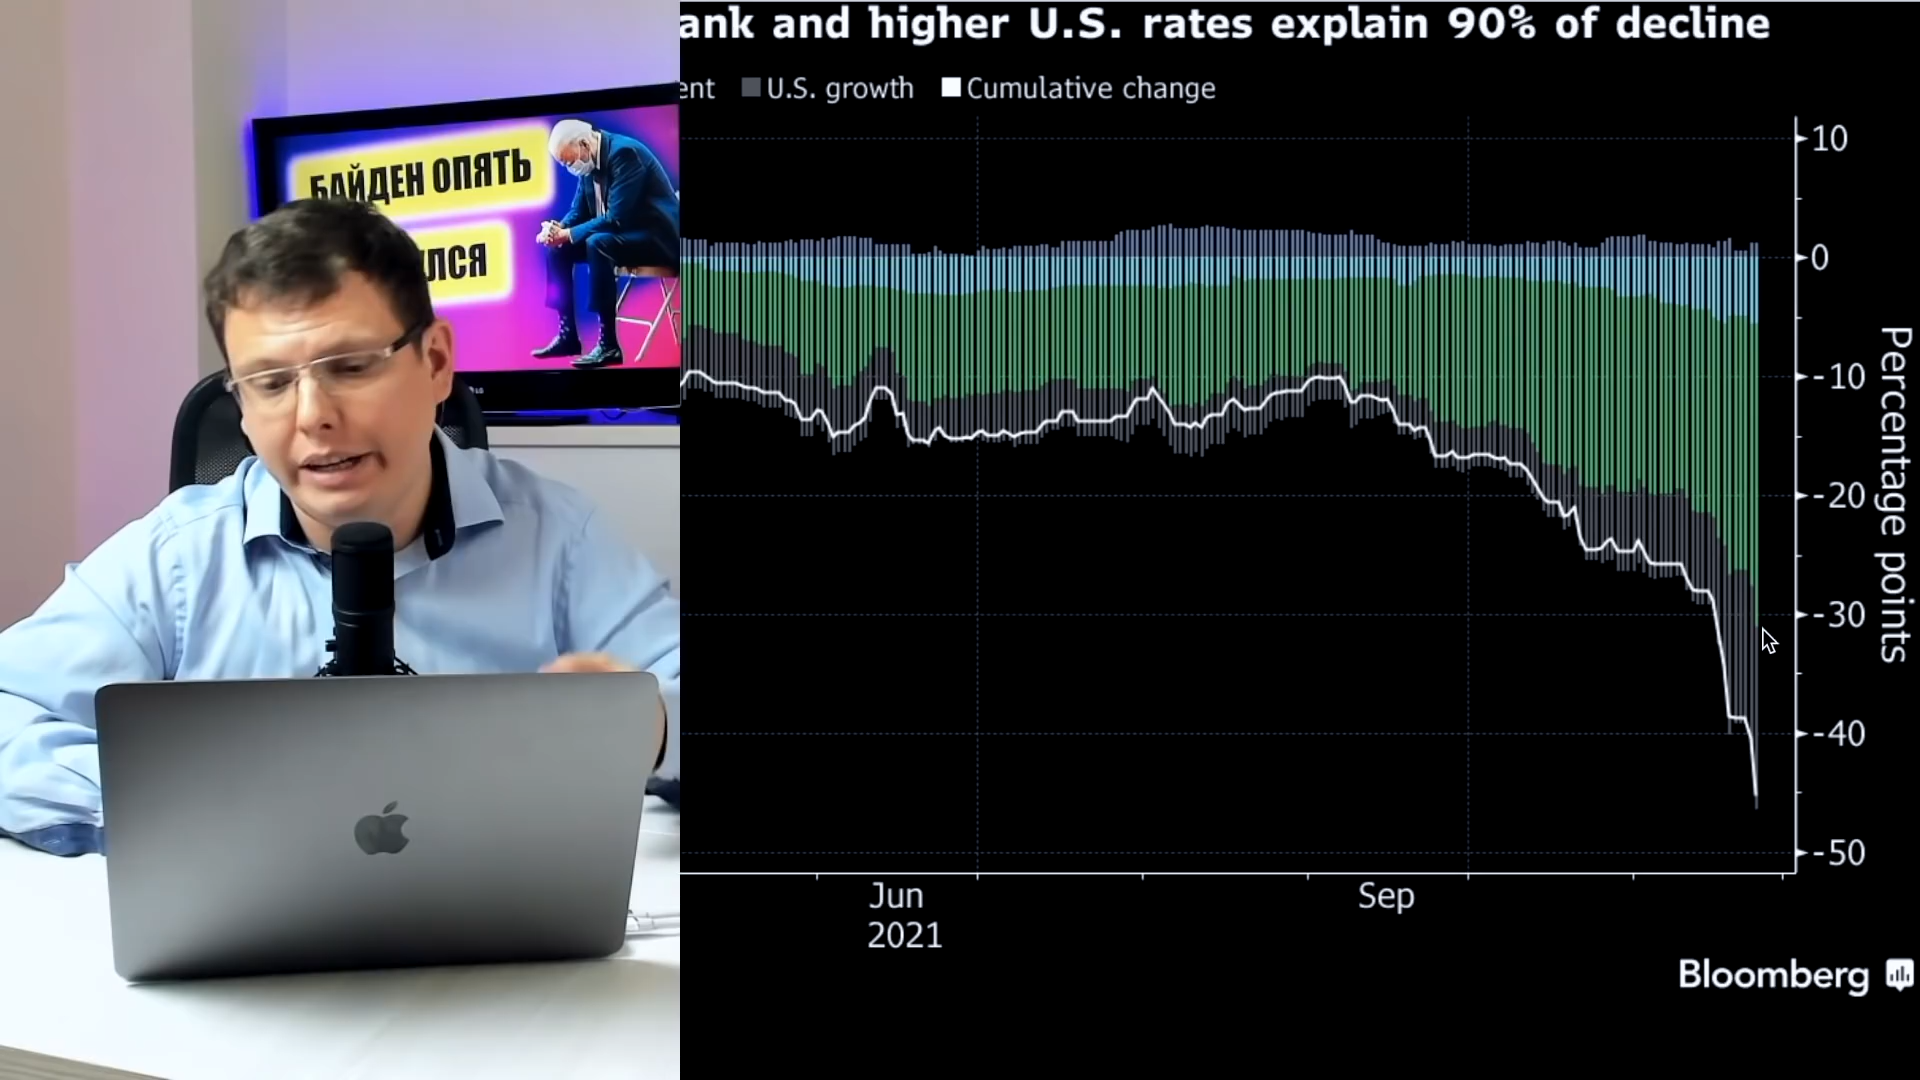 БАЙДЕН ОПЯТЬ
ЛСЯ
LG
ank and higher U.S. rates explain 90% of decline
ent U.S. growth Cumulative change
10
0
-10
-20
-30
-40
-50
Percentage points
Jun
Sep
2021
Bloomberg